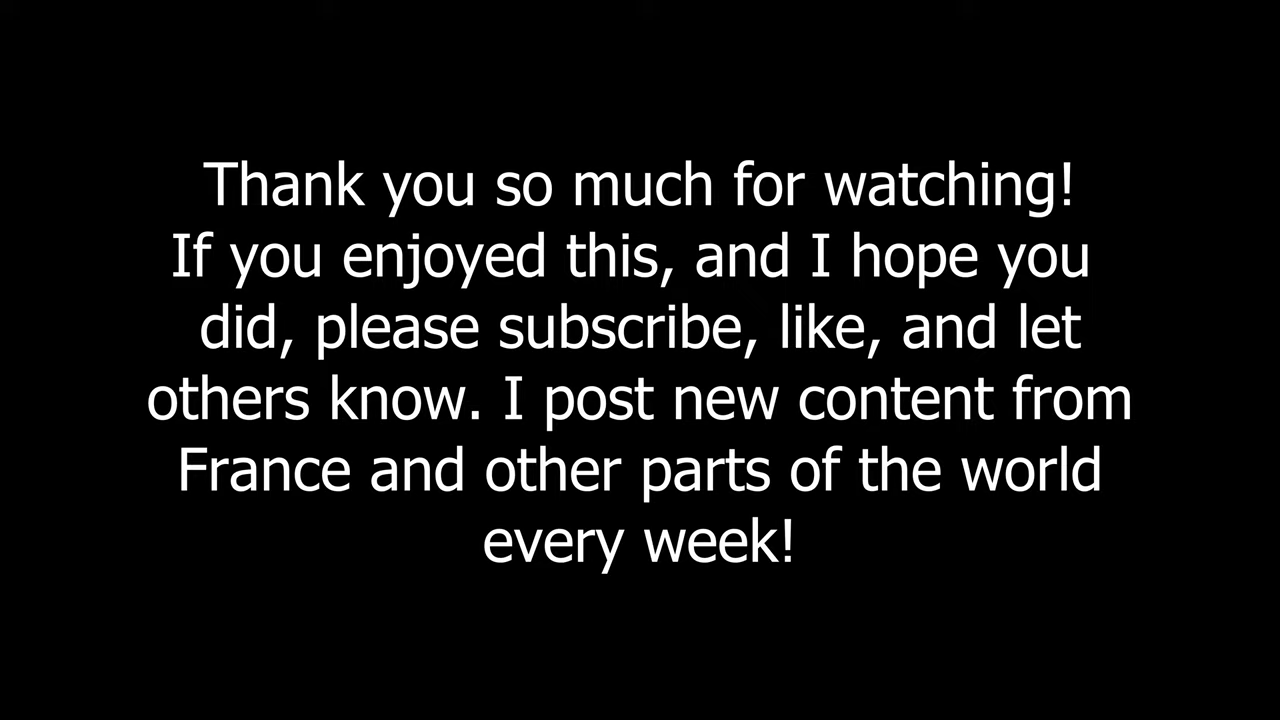 Thank you so much for watching!
If you enjoyed this, and I hope you
did, please subscribe, like, and let
others know. I post new content from
France and other parts of the world
every week!